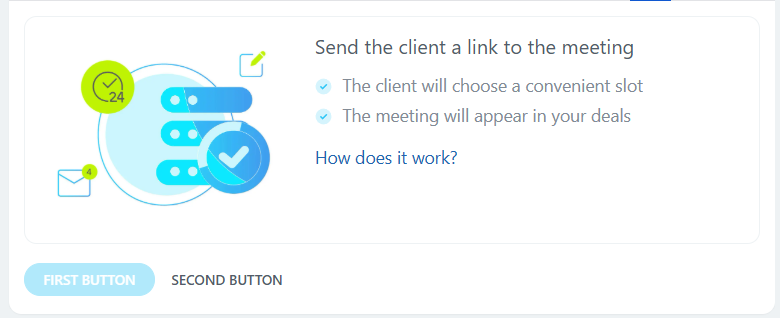 Send the client a link to the meeting
The client will choose a convenient slot
The meeting will appear in your deals
How does it work?
24
4
FIRST BUTTON
SECOND BUTTON